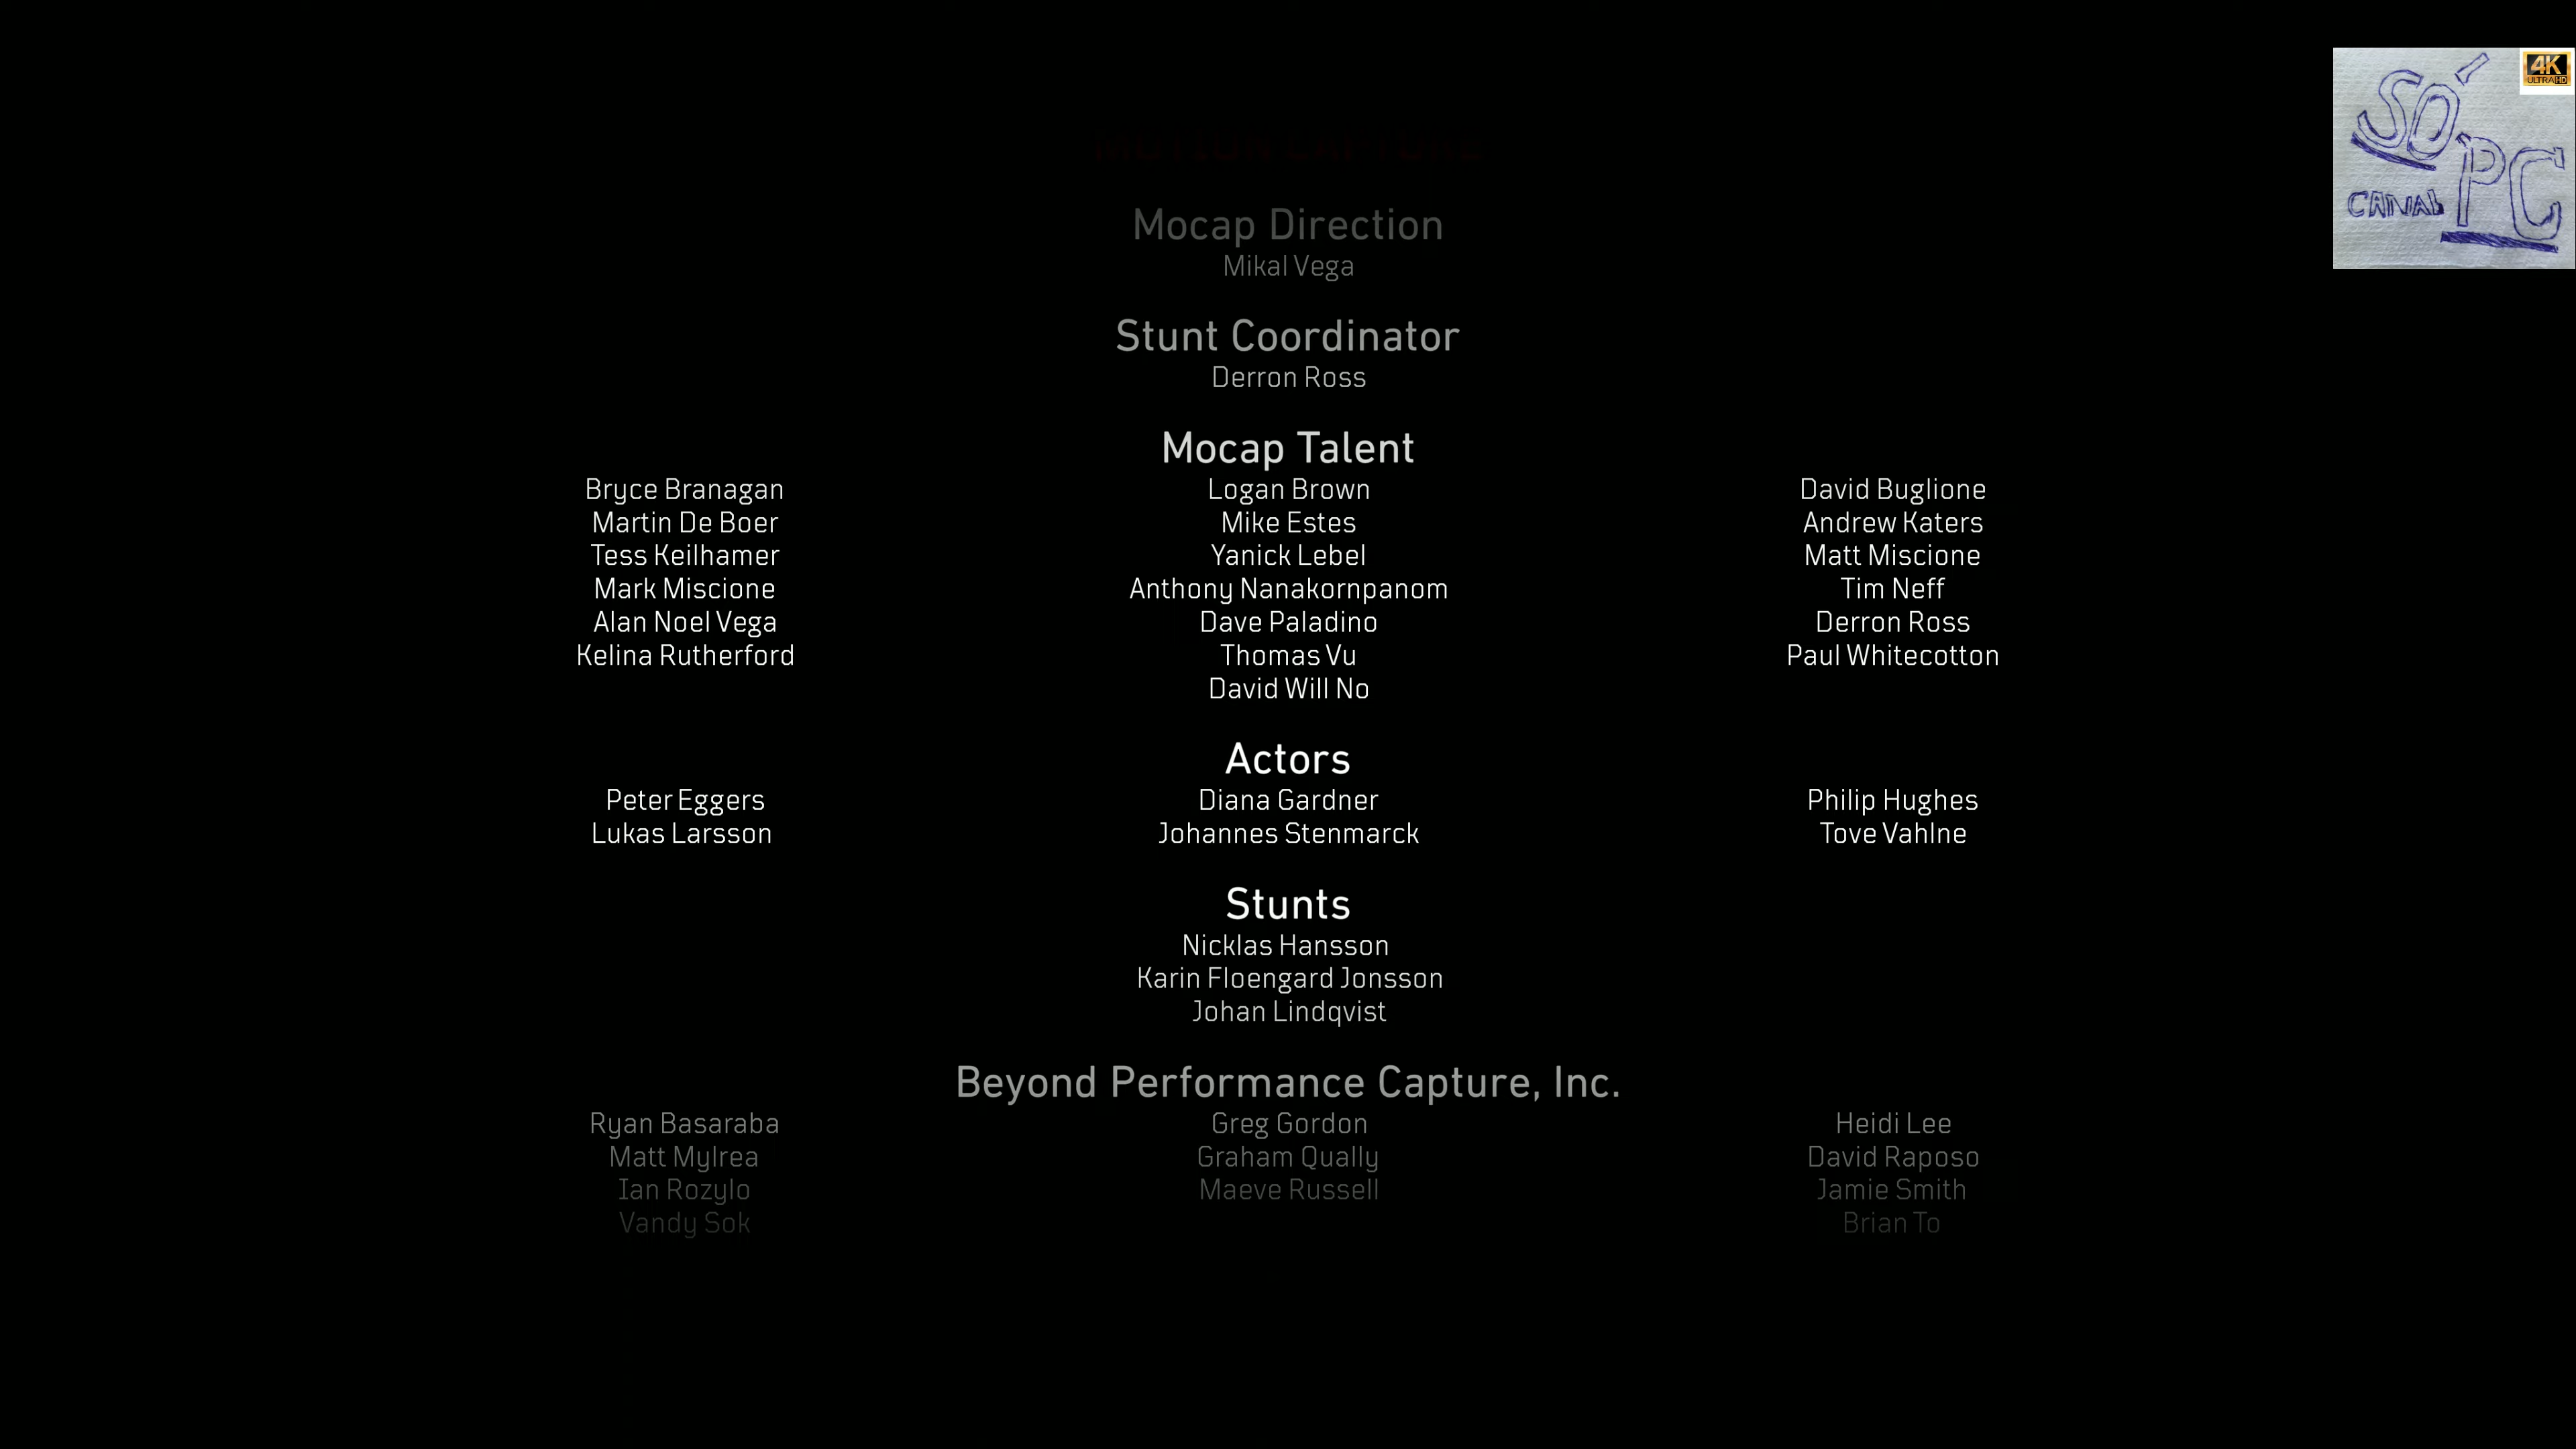 Mocap Direction
Mikal Vega
Stunt Coordinator
Derron Ross
Mocap Talent
Bryce Branagan Logan Brown David Buglione
Martin De Boer Mike Estes Andrew Katers
Tess Keilhamer Yanick Lebel Matt Miscione
Mark Miscione Anthony Nanakornpanom Tim Neff
Alan Noel Vega Dave Paladino Derron Ross
Kelina Rutherford Thomas Vu Paul Whitecotton
David Will No
Actors
Peter Eggers Diana Gardner Philip Hughes
Lukas Larsson Johannes Stenmarck Tove Vahlne
Stunts
Nicklas Hansson
Karin Floengard Jonsson
Johan Lindqvist
Beyond Performance Capture, Inc.
Ryan Basaraba Greg Gordon Heidi Lee
Matt Mylrea Graham Qually David Raposo
Ian Rozylo Maeve Russell Jamie Smith
Vandy Sok Brian To
4K
ULTRA HD
SÓ
CANAL PC